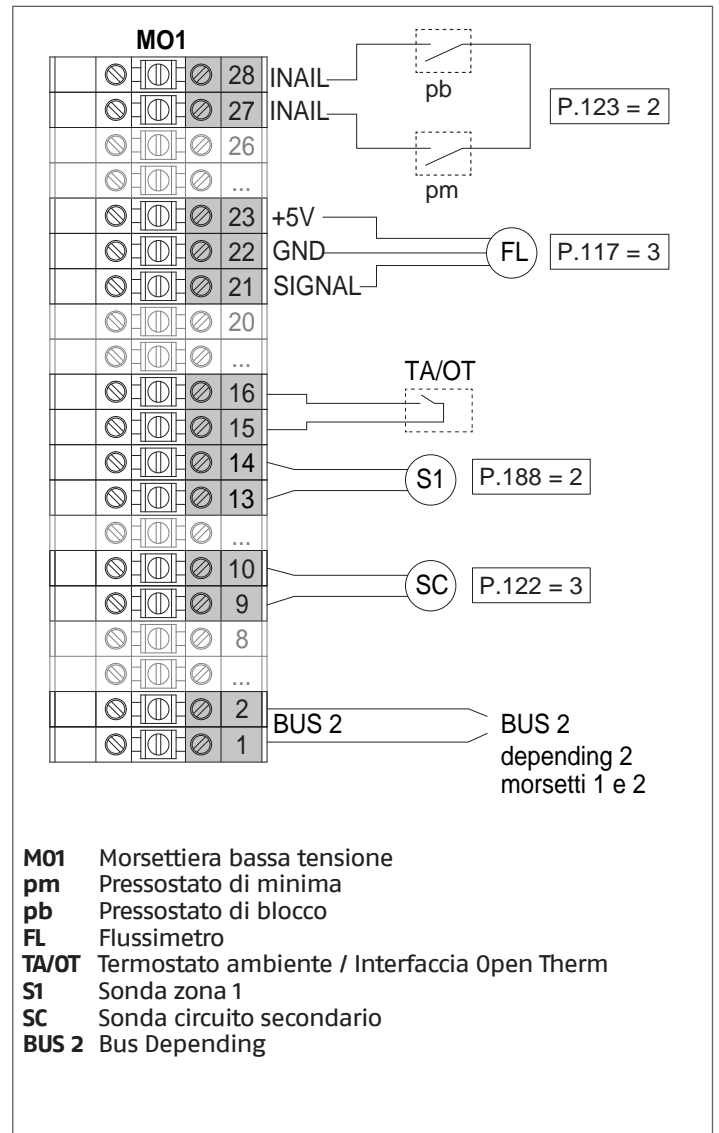 MO1
28 INAIL
pb
27 INAIL
P.123 = 2
26
pm
...
23 +5V
22 GND
FL
P.117 = 3
21 SIGNAL
20
...
TA/OT
16
15
14
S1
P.188 = 2
13
...
10
SC
P.122 = 3
9
8
...
2
BUS 2
BUS 2
1
depending 2
morsetti 1 e 2
MO1 Morsettiera bassa tensione
pm Pressostato di minima
pb Pressostato di blocco
FL Flussimetro
TA/OT Termostato ambiente / Interfaccia Open Therm
S1 Sonda zona 1
SC Sonda circuito secondario
BUS 2 Bus Depending